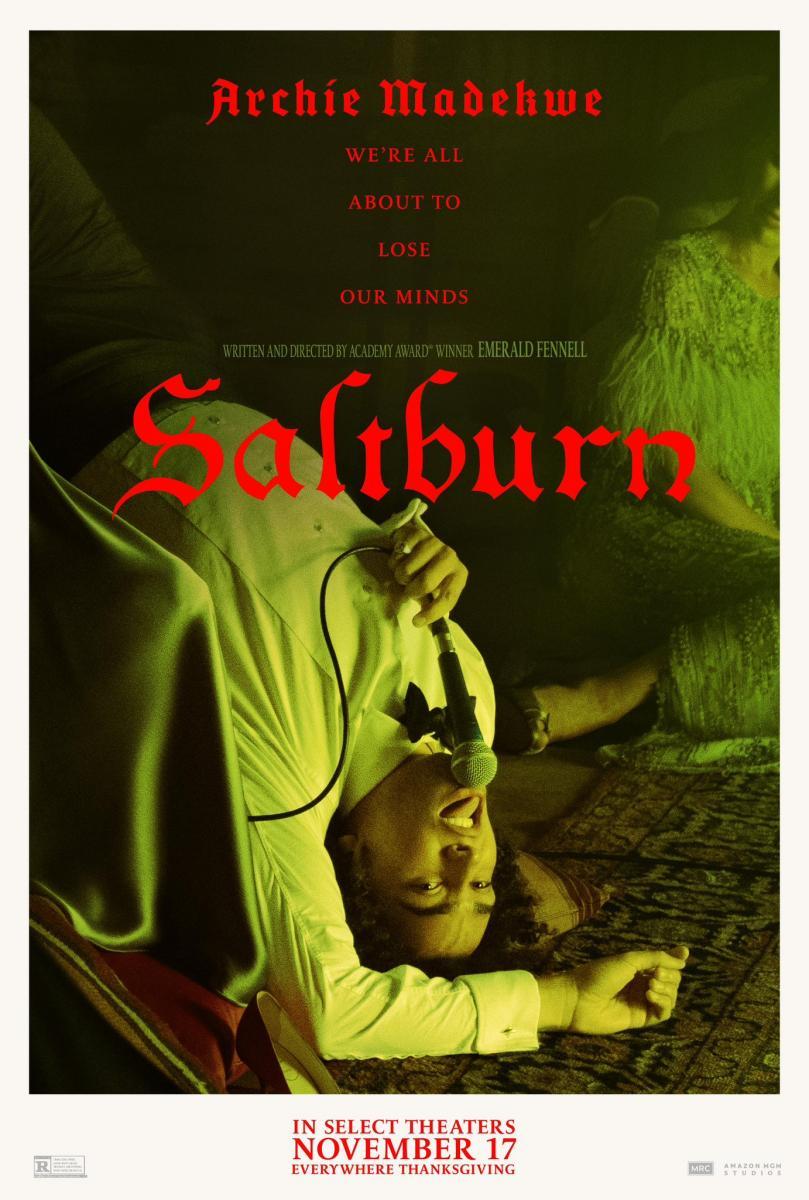 Archie Madekwe
WE'RE ALL
ABOUT TO
LOSE
OUR MINDS
WRITTEN AND DIRECTED BY ACADEMY AWARD® WINNER EMERALD FENNELL
Saltburn
IN SELECT THEATERS
NOVEMBER 17
EVERYWHERE THANKSGIVING
R
MRC
AMAZON MGM
STUDIOS